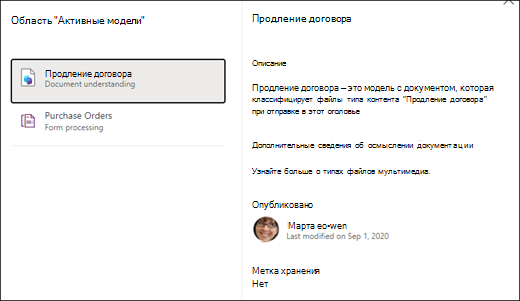 Область "Активные модели"
Продление договора
Document understanding
Purchase Orders
Form processing
Продление договора
Описание
Продление договора – это модель с документом, которая
классифицирует файлы типа контента "Продление договора"
при отправке в этот оголовье
Дополнительные сведения об осмыслении документации
Узнайте больше о типах файлов мультимедиа.
Опубликовано
Марта eo•wen
Last modified on Sep 1, 2020
Метка хранения
Нет